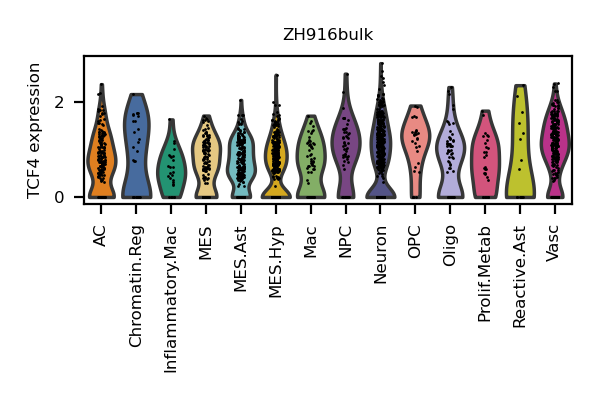 ZH916bulk
TCF4 expression
2
0
AC
Chromatin.Reg
Inflammatory.Mac
MES
MES.Ast
MES.Hyp
Mac
NPC
Neuron
OPC
Oligo
Prolif.Metab
Reactive.Ast
Vasc